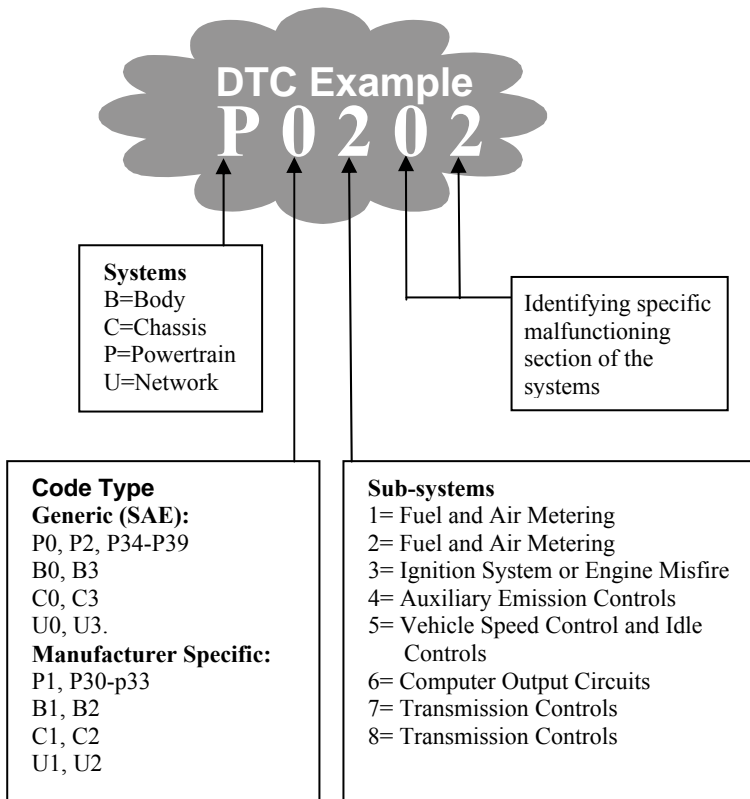 DTC Example
P 0 2 0 2
Systems
B=Body
C=Chassis
P=Powertrain
U=Network
Identifying specific
malfunctioning
section of the
systems
Code Type
Generic (SAE):
P0, P2, P34-P39
B0, B3
C0, C3
U0, U3.
Manufacturer Specific:
P1, P30-p33
B1, B2
C1, C2
U1, U2
Sub-systems
1= Fuel and Air Metering
2= Fuel and Air Metering
3= Ignition System or Engine Misfire
4= Auxiliary Emission Controls
5= Vehicle Speed Control and Idle
Controls
6= Computer Output Circuits
7= Transmission Controls
8= Transmission Controls